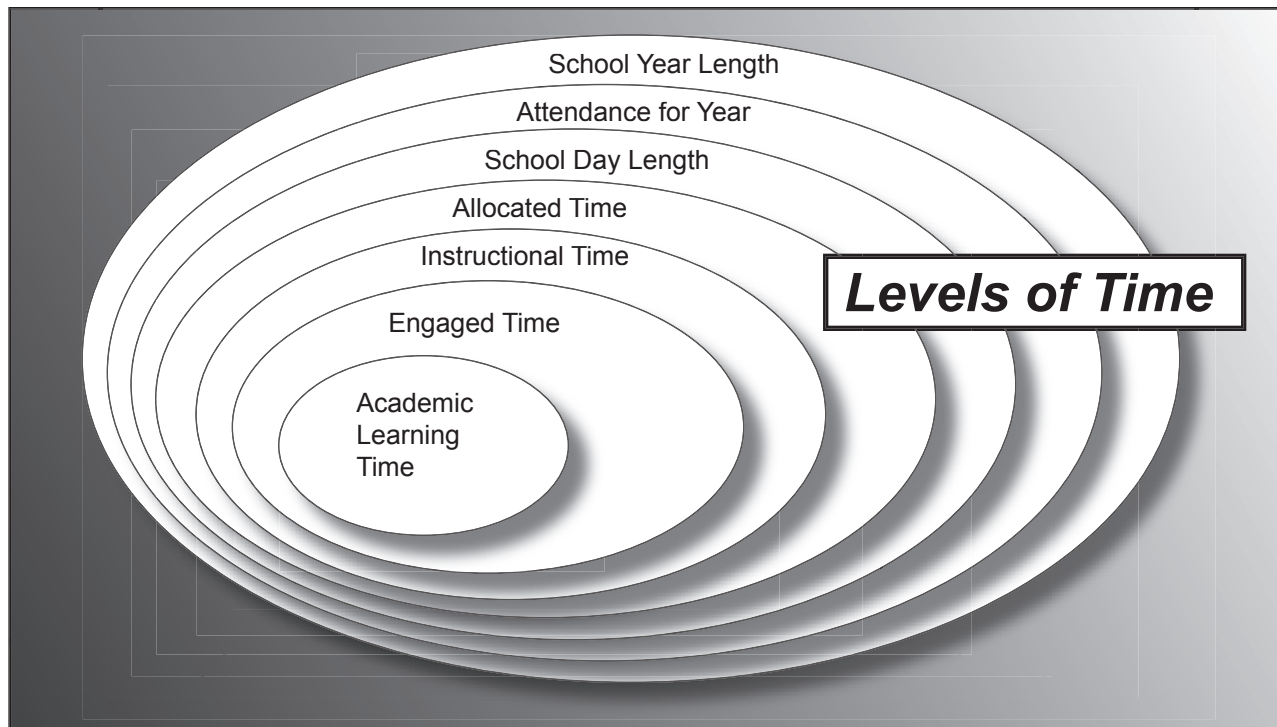 School Year Length
Attendance for Year
School Day Length
Allocated Time
Instructional Time
Levels of Time
Engaged Time
Academic
Learning
Time